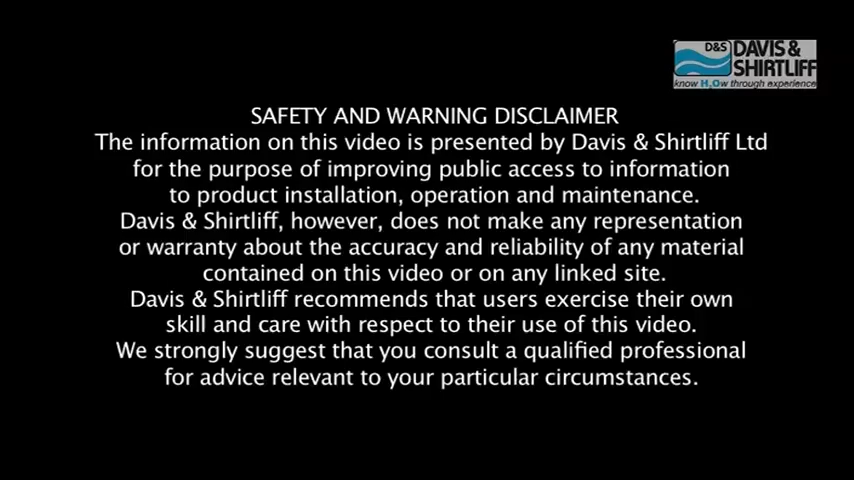 D&S DAVIS &
SHIRTLIFF
know H₂Ow through experience
SAFETY AND WARNING DISCLAIMER
The information on this video is presented by Davis & Shirtliff Ltd
for the purpose of improving public access to information
to product installation, operation and maintenance.
Davis & Shirtliff, however, does not make any representation
or warranty about the accuracy and reliability of any material
contained on this video or on any linked site.
Davis & Shirtliff recommends that users exercise their own
skill and care with respect to their use of this video.
We strongly suggest that you consult a qualified professional
for advice relevant to your particular circumstances.